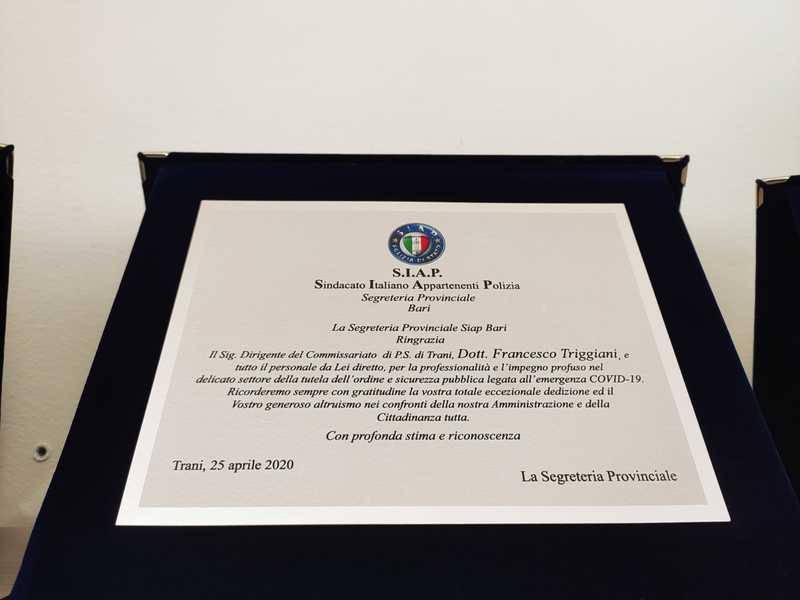 S.I.A.P.
POLIZIA DI STATO
S.I.A.P.
Sindacato Italiano Appartenenti Polizia
Segreteria Provinciale
Bari
La Segreteria Provinciale Siap Bari
Ringrazia
Il Sig. Dirigente del Commissariato di P.S. di Trani, Dott. Francesco Triggiani, e
tutto il personale da Lei diretto, per la professionalità e l'impegno profuso nel
delicato settore della tutela dell'ordine e sicurezza pubblica legata all'emergenza COVID-19.
Ricorderemo sempre con gratitudine la vostra totale eccezionale dedizione ed il
Vostro generoso altruismo nei confronti della nostra Amministrazione e della
Cittadinanza tutta.
Con profonda stima e riconoscenza
Trani, 25 aprile 2020
La Segreteria Provinciale